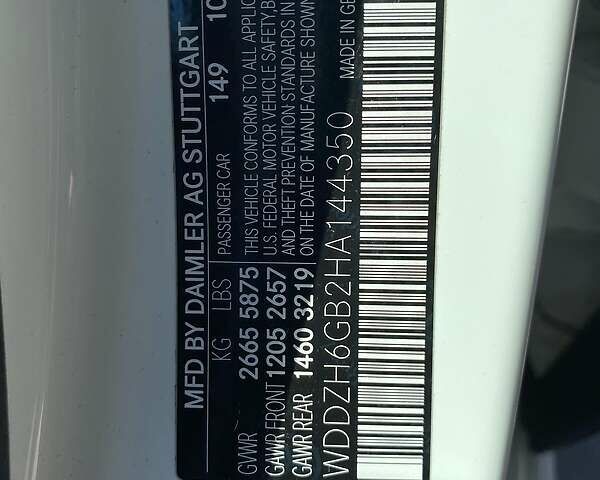 MFD BY DAIMLER AG STUTTGART
KG LBS PASSENGER CAR 149 10
GVWR 2665 5875 THIS VEHICLE CONFORMS TO ALL APPLIC
GAWR FRONT 1205 2657 U.S. FEDERAL MOTOR VEHICLE SAFETY, B
GAWR REAR 1460 3219 AND THEFT PREVENTION STANDARDS IN
ON THE DATE OF MANUFACTURE SHOWN
WDDZH6GB2HA144350 MADE IN GE